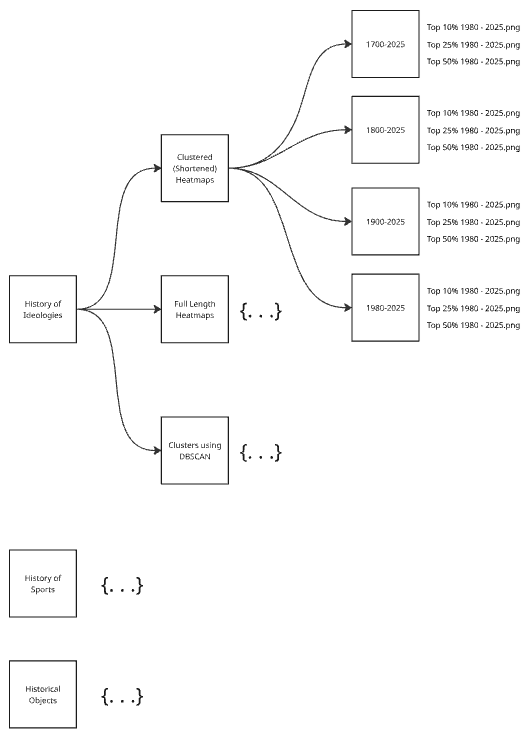 1700-2025
Top 10% 1980 - 2025.png
Top 25% 1980 - 2025.png
Top 50% 1980 - 2025.png
1800-2025
Top 10% 1980 - 2025.png
Top 25% 1980 - 2025.png
Top 50% 1980 - 2025.png
Clustered
(Shortened)
Heatmaps
1900-2025
Top 10% 1980 - 2025.png
Top 25% 1980 - 2025.png
Top 50% 1980 - 2025.png
1980-2025
Top 10% 1980 - 2025.png
Top 25% 1980 - 2025.png
Top 50% 1980 - 2025.png
History of
Ideologies
Full Length
Heatmaps
{...}
Clusters using
DBSCAN
{...}
History of
Sports
{...}
Historical
Objects
{...}